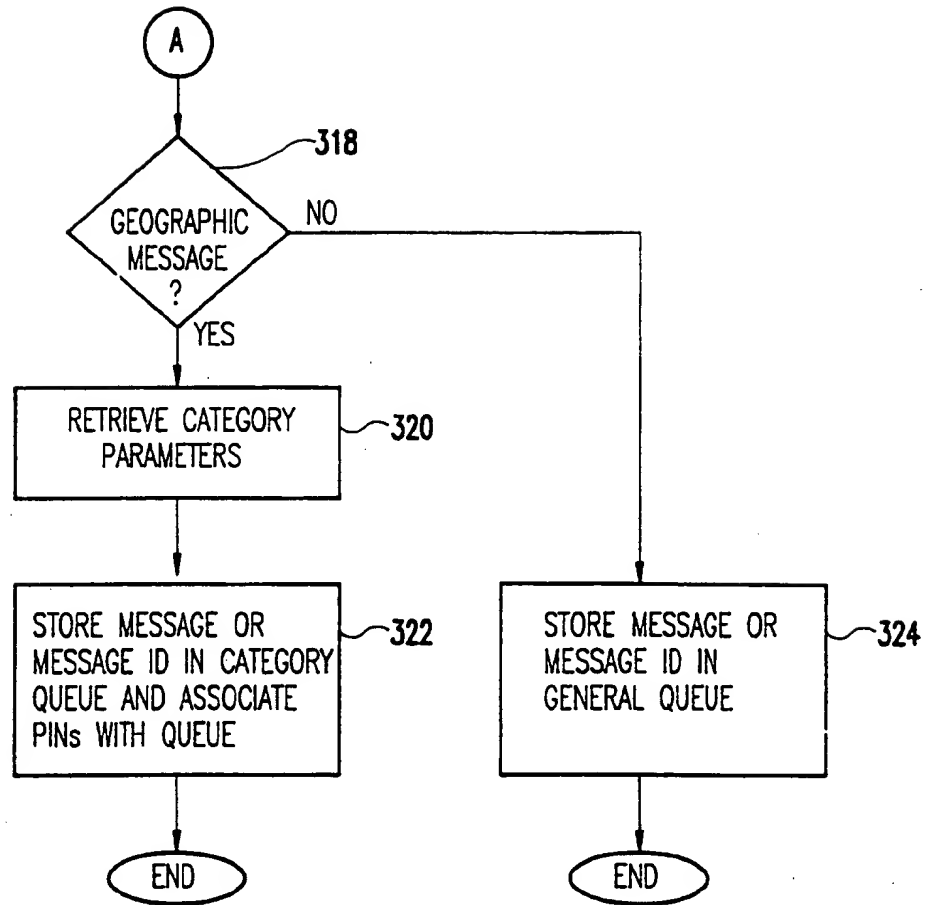 A
318
GEOGRAPHIC
MESSAGE
?
NO
YES
RETRIEVE CATEGORY
PARAMETERS
320
STORE MESSAGE OR
MESSAGE ID IN CATEGORY
QUEUE AND ASSOCIATE
PINs WITH QUEUE
322
STORE MESSAGE OR
MESSAGE ID IN
GENERAL QUEUE
324
END
END